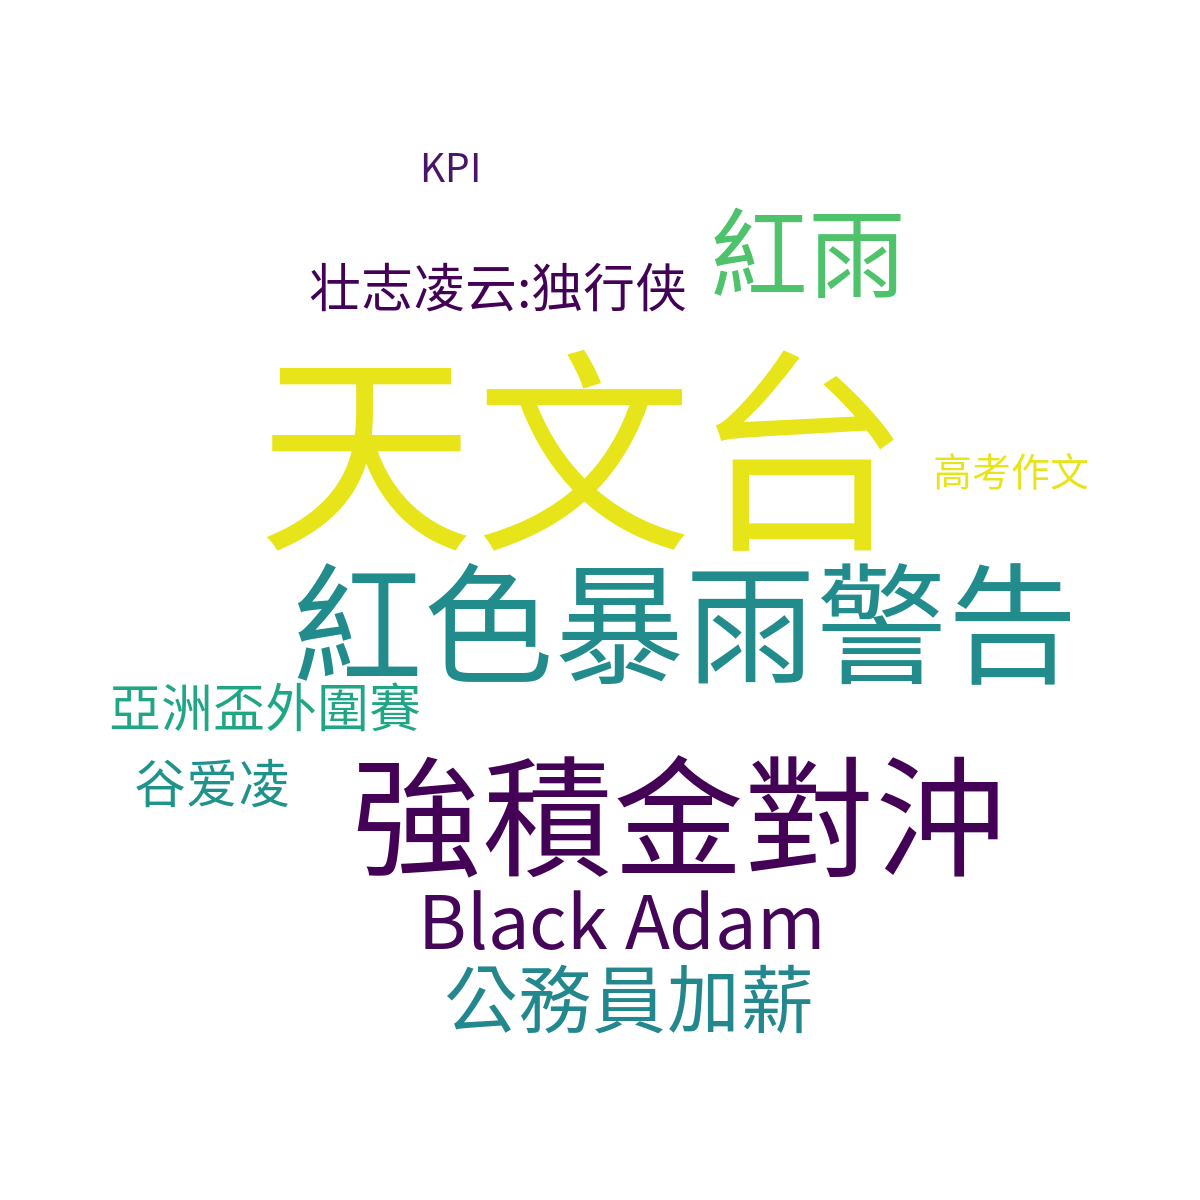 KPI
紅雨
壮志凌云:独行侠
天文台
高考作文
紅色暴雨警告
亞洲盃外圍賽
谷爱凌
強積金對沖
Black Adam
公務員加薪